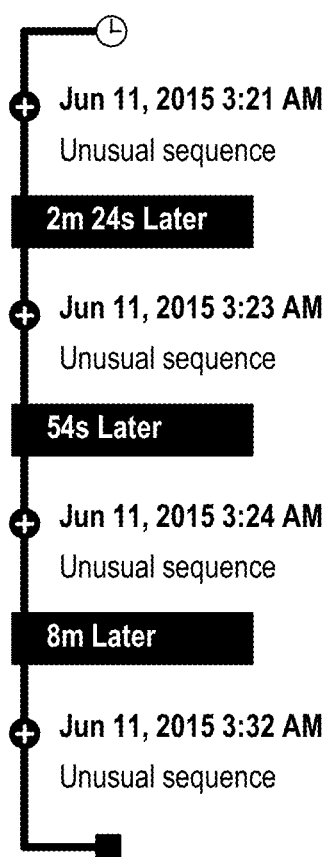 Jun 11, 2015 3:21 AM
Unusual sequence
2m 24s Later
Jun 11, 2015 3:23 AM
Unusual sequence
54s Later
Jun 11, 2015 3:24 AM
Unusual sequence
8m Later
Jun 11, 2015 3:32 AM
Unusual sequence